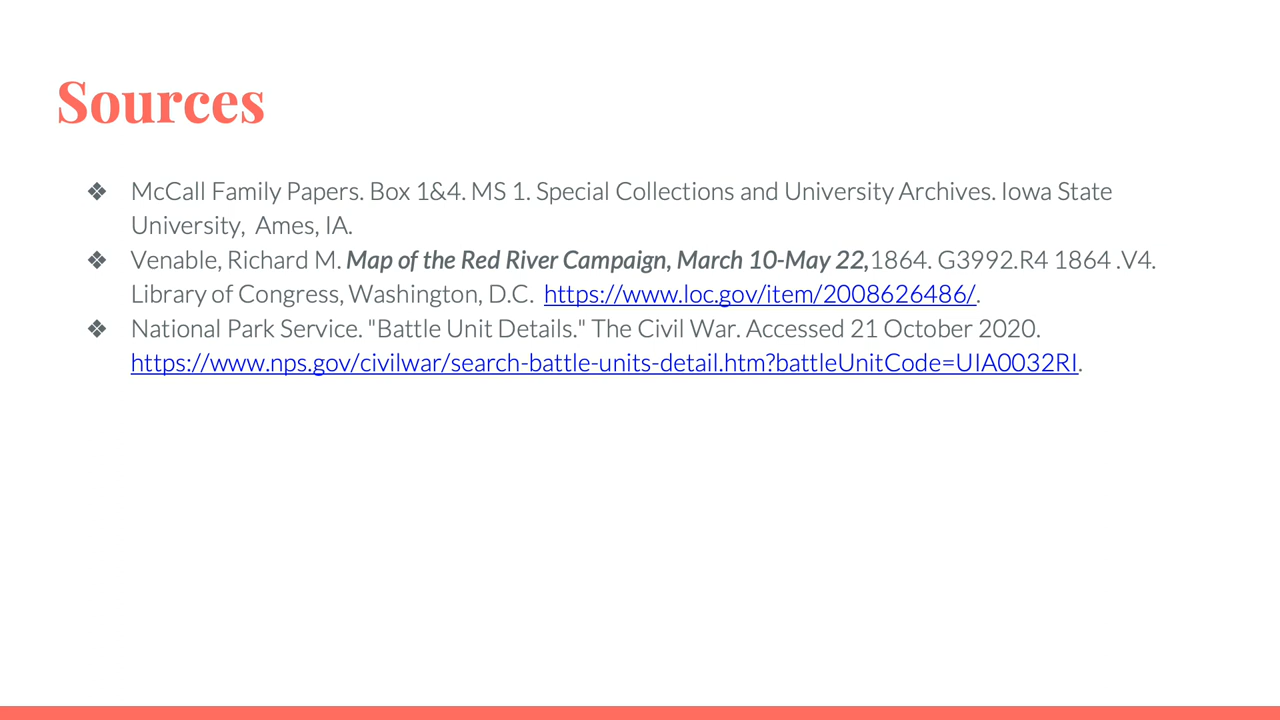 Sources
❖ McCall Family Papers. Box 1&4. MS 1. Special Collections and University Archives. Iowa State
University,  Ames, IA.
❖ Venable, Richard M. Map of the Red River Campaign, March 10-May 22,1864. G3992.R4 1864 .V4.
Library of Congress, Washington, D.C.  https://www.loc.gov/item/2008626486/.
❖ National Park Service. "Battle Unit Details." The Civil War. Accessed 21 October 2020.
https://www.nps.gov/civilwar/search-battle-units-detail.htm?battleUnitCode=UIA0032RI.